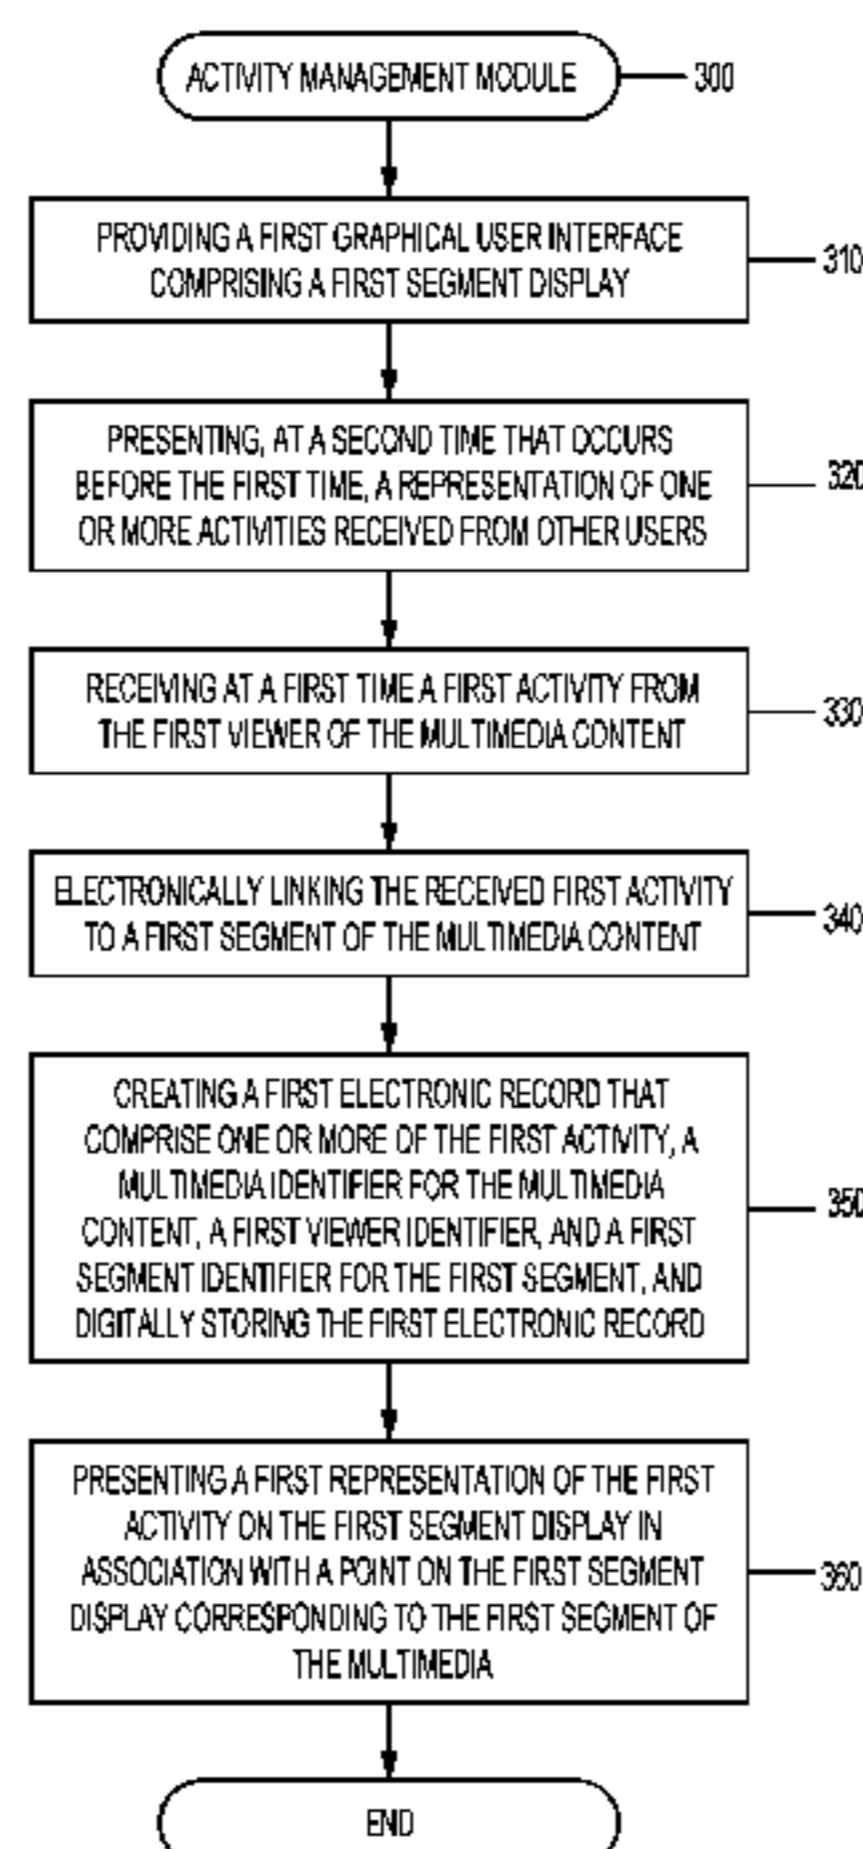 ACTIVITY MANAGEMENT MODULE
300
PROVIDING A FIRST GRAPHICAL USER INTERFACE
COMPRISING A FIRST SEGMENT DISPLAY
310
PRESENTING, AT A SECOND TIME THAT OCCURS
BEFORE THE FIRST TIME, A REPRESENTATION OF ONE
OR MORE ACTIVITIES RECEIVED FROM OTHER USERS
320
RECEIVING AT A FIRST TIME A FIRST ACTIVITY FROM
THE FIRST VIEWER OF THE MULTIMEDIA CONTENT
330
ELECTRONICALLY LINKING THE RECEIVED FIRST ACTIVITY
TO A FIRST SEGMENT OF THE MULTIMEDIA CONTENT
340
CREATING A FIRST ELECTRONIC RECORD THAT
COMPRISE ONE OR MORE OF THE FIRST ACTIVITY, A
MULTIMEDIA IDENTIFIER FOR THE MULTIMEDIA
CONTENT, A FIRST VIEWER IDENTIFIER, AND A FIRST
SEGMENT IDENTIFIER FOR THE FIRST SEGMENT, AND
DIGITALLY STORING THE FIRST ELECTRONIC RECORD
350
PRESENTING A FIRST REPRESENTATION OF THE FIRST
ACTIVITY ON THE FIRST SEGMENT DISPLAY IN
ASSOCIATION WITH A POINT ON THE FIRST SEGMENT
DISPLAY CORRESPONDING TO THE FIRST SEGMENT OF
THE MULTIMEDIA
360
END